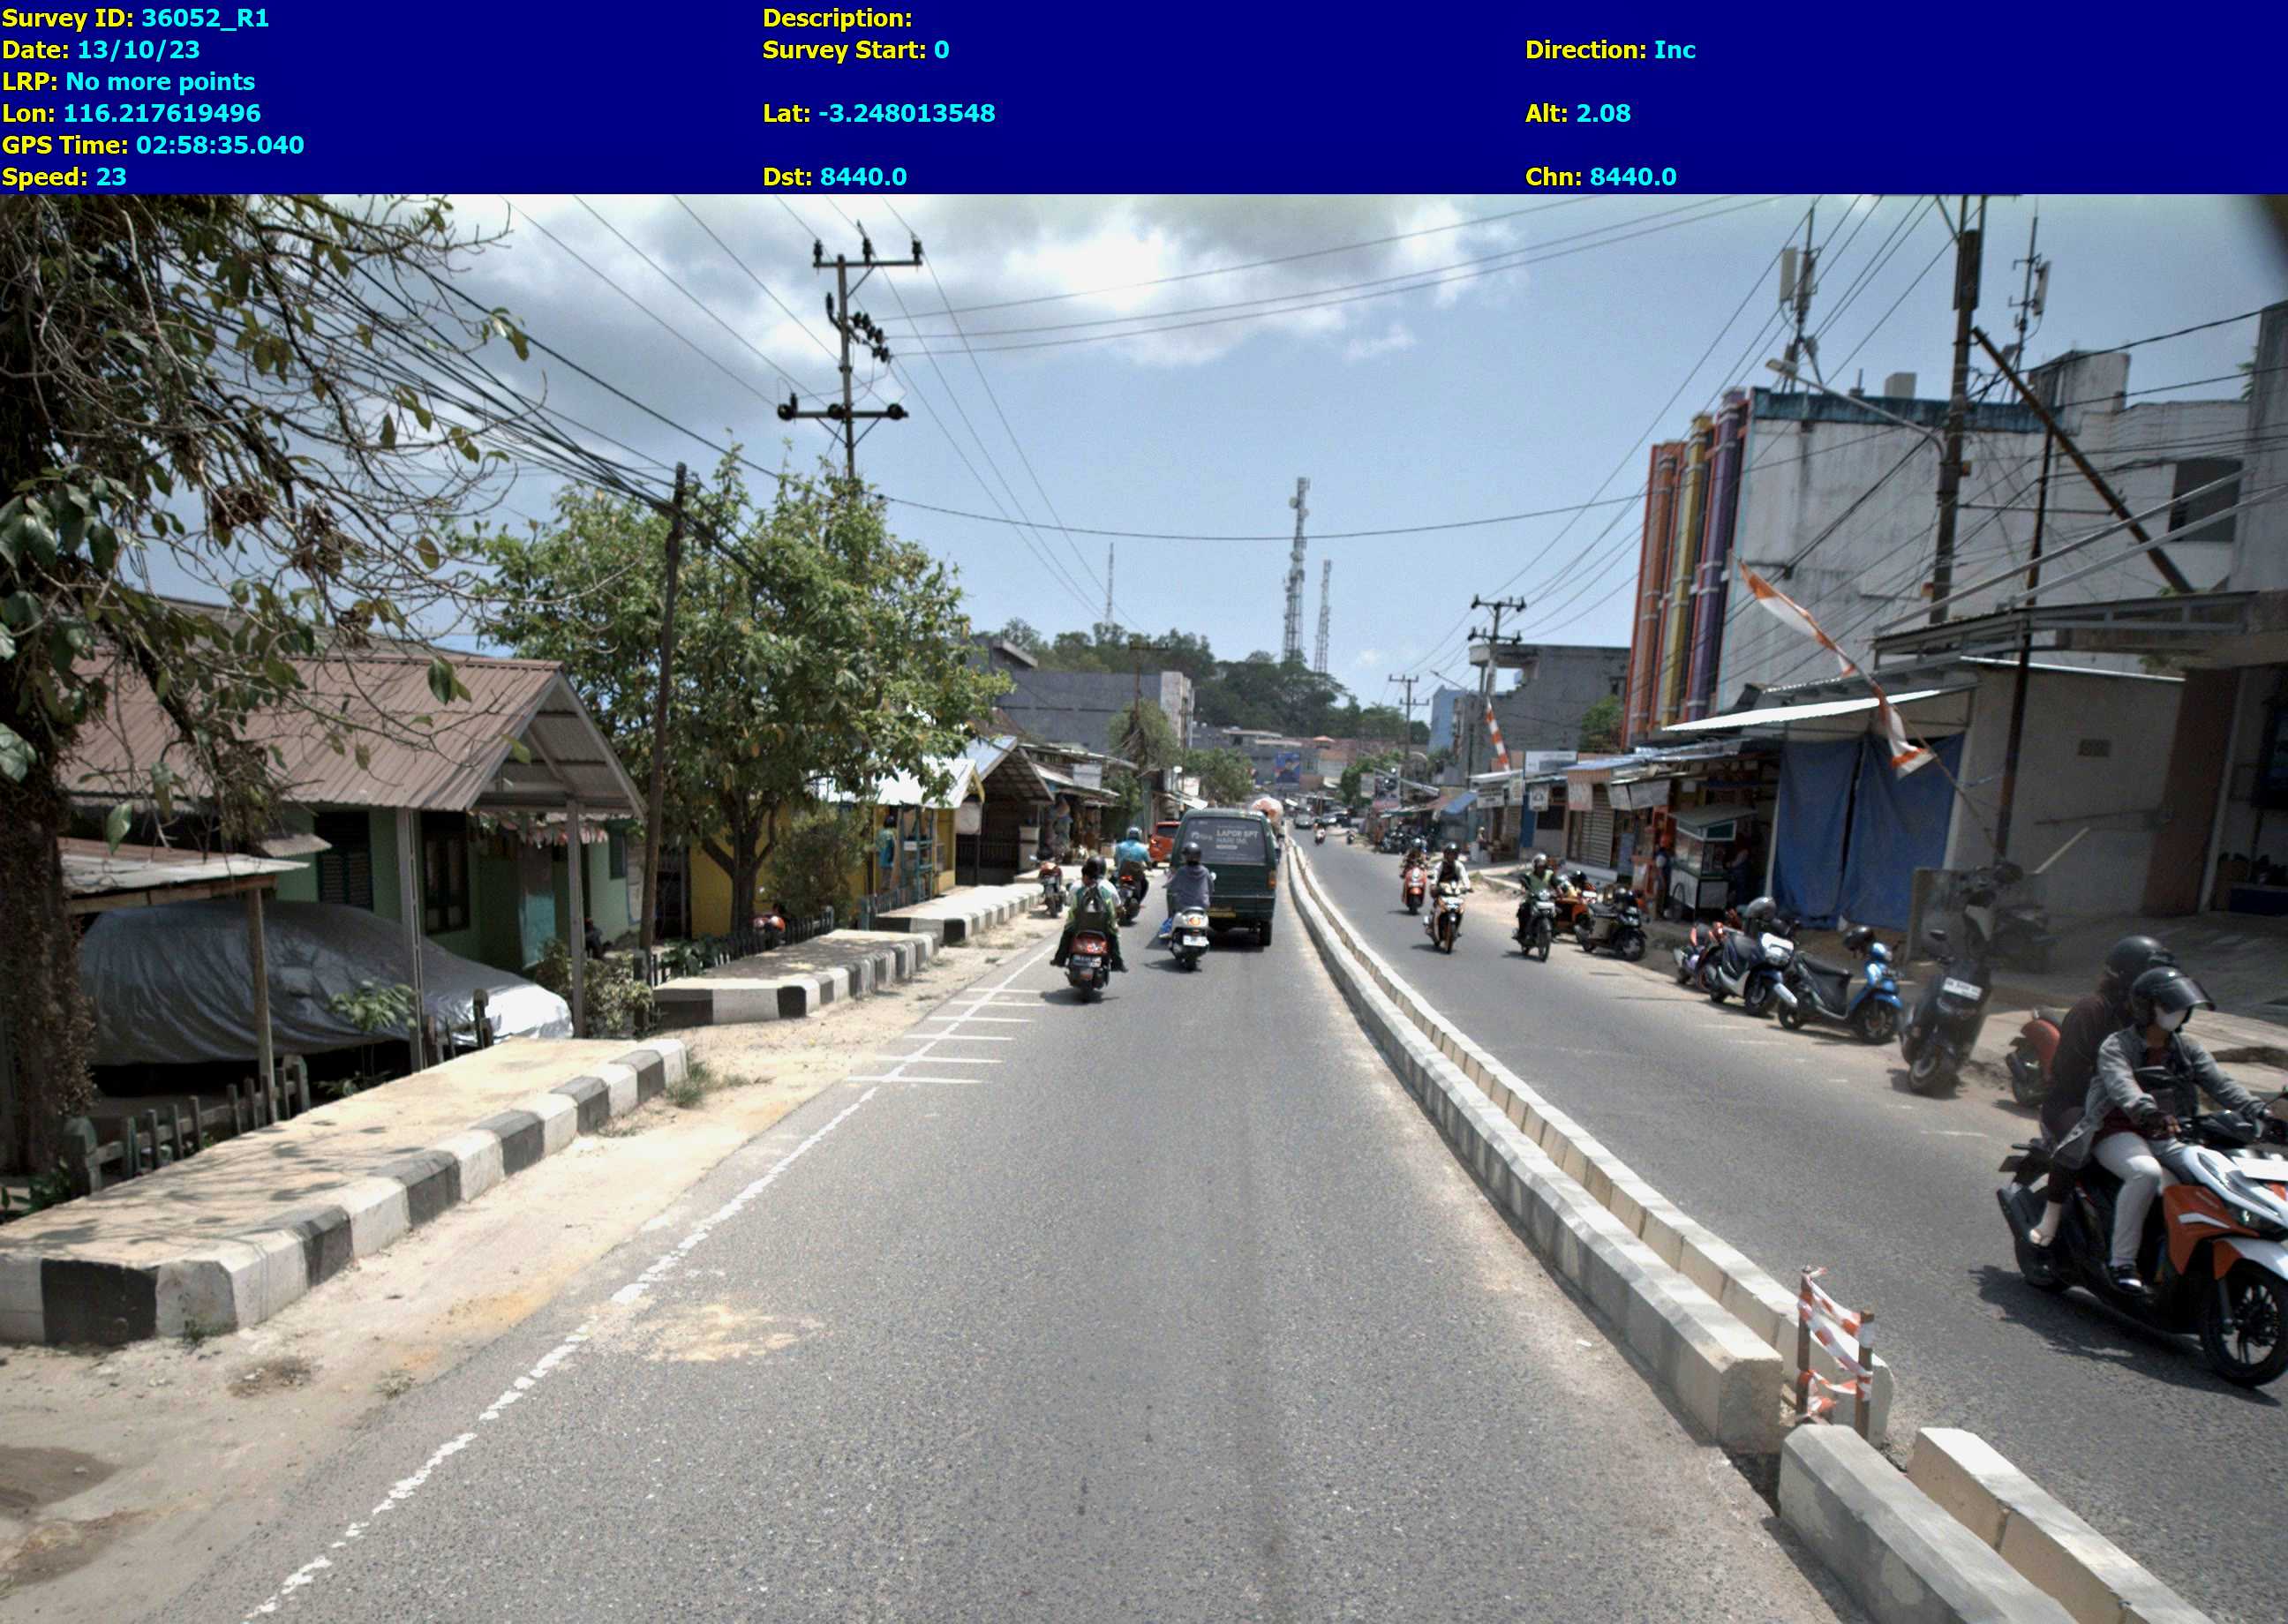 Survey ID: 36052_R1
Description:
Date: 13/10/23
Survey Start: 0
Direction: Inc
LRP: No more points
Lon: 116.217619496
Lat: -3.248013548
Alt: 2.08
GPS Time: 02:58:35.040
Speed: 23
Dst: 8440.0
Chn: 8440.0
LAPOR SPT
HARI INI